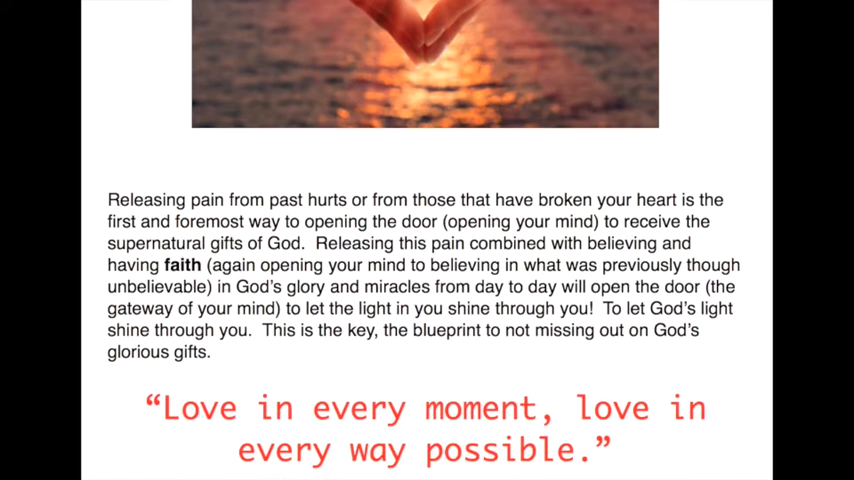 Releasing pain from past hurts or from those that have broken your heart is the
first and foremost way to opening the door (opening your mind) to receive the
supernatural gifts of God.  Releasing this pain combined with believing and
having faith (again opening your mind to believing in what was previously though
unbelievable) in God's glory and miracles from day to day will open the door (the
gateway of your mind) to let the light in you shine through you!  To let God's light
shine through you.  This is the key, the blueprint to not missing out on God's
glorious gifts.
“Love in every moment, love in
every way possible.”